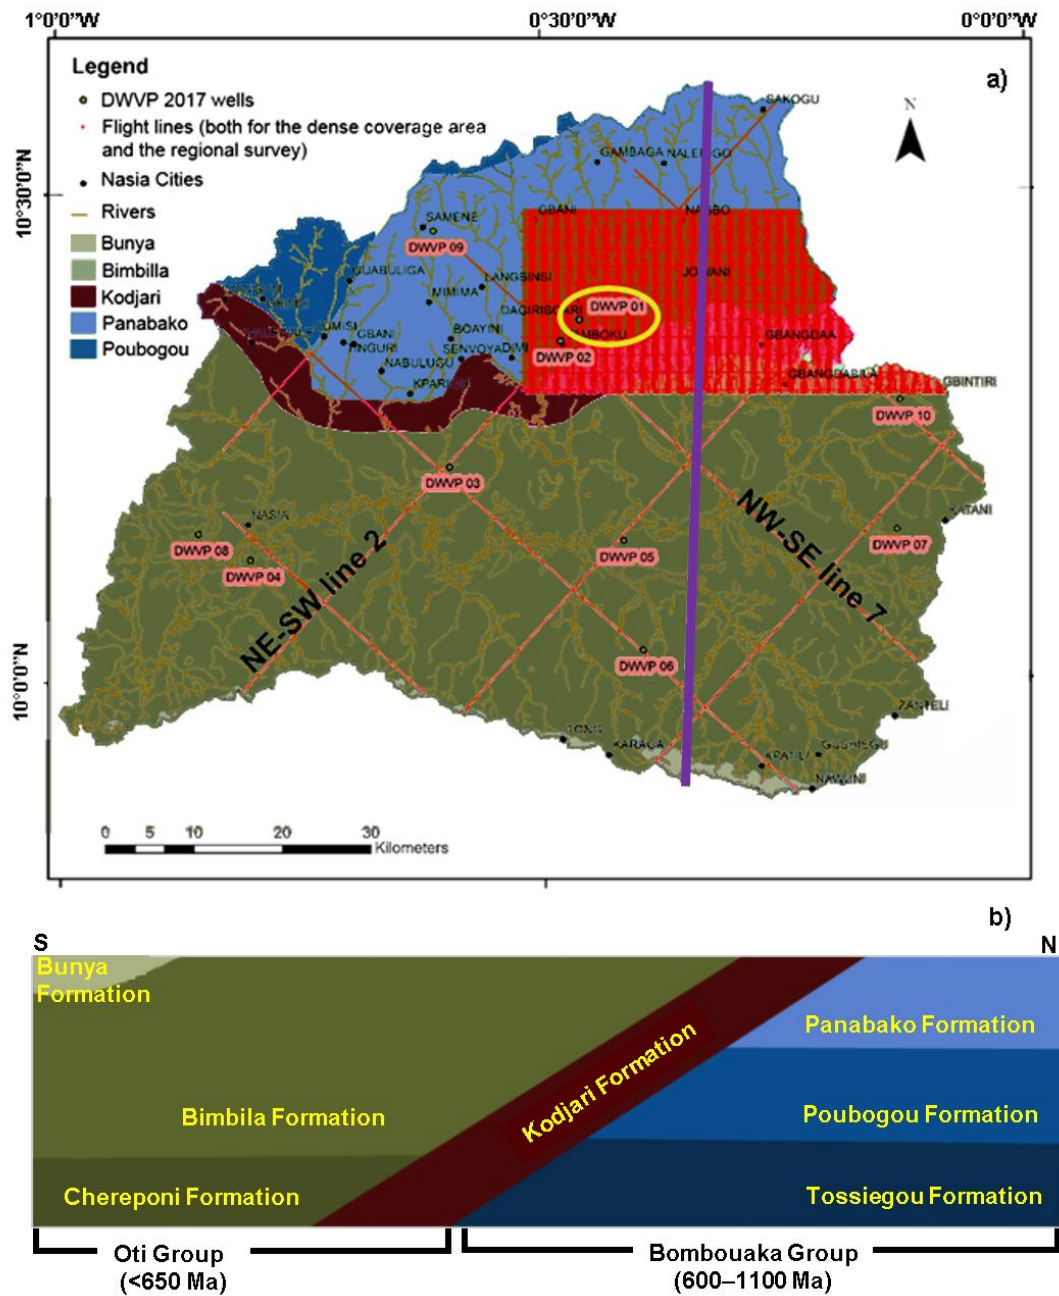 1°0'0"W
0°30'0"W
0°0'0"W
a)
Legend
DWVP 2017 wells
Flight lines (both for the dense coverage area
and the regional survey)
Nasia Cities
Rivers
Bunya
Bimbilla
Kodjari
Panabako
Poubogou
N
10°30'0"N
10°0'0"N
SAKOGU
GAMBAGA
GBANI
SAMENE
DWVP 09
GUABULIGA
LANGBINSI
JOWANI
MIMIMA
DWVP 01
BOAYINI
GBANI
DWVP 02
GBANGDAA
NABULUGU
GBINTIRI
DWVP 10
DWVP 03
NASIA
KATANI
DWVP 08
DWVP 04
DWVP 05
DWVP 07
NE-SW line 2
NW-SE line 7
DWVP 06
ZANTELI
KARAGA
GUSHIEGU
0 5 10 20 30
Kilometers
b)
S
N
Bunya
Formation
Panabako Formation
Kodjari Formation
Bimbila Formation
Poubogou Formation
Chereponi Formation
Tossiegou Formation
Oti Group
(<650 Ma)
Bombouaka Group
(600–1100 Ma)